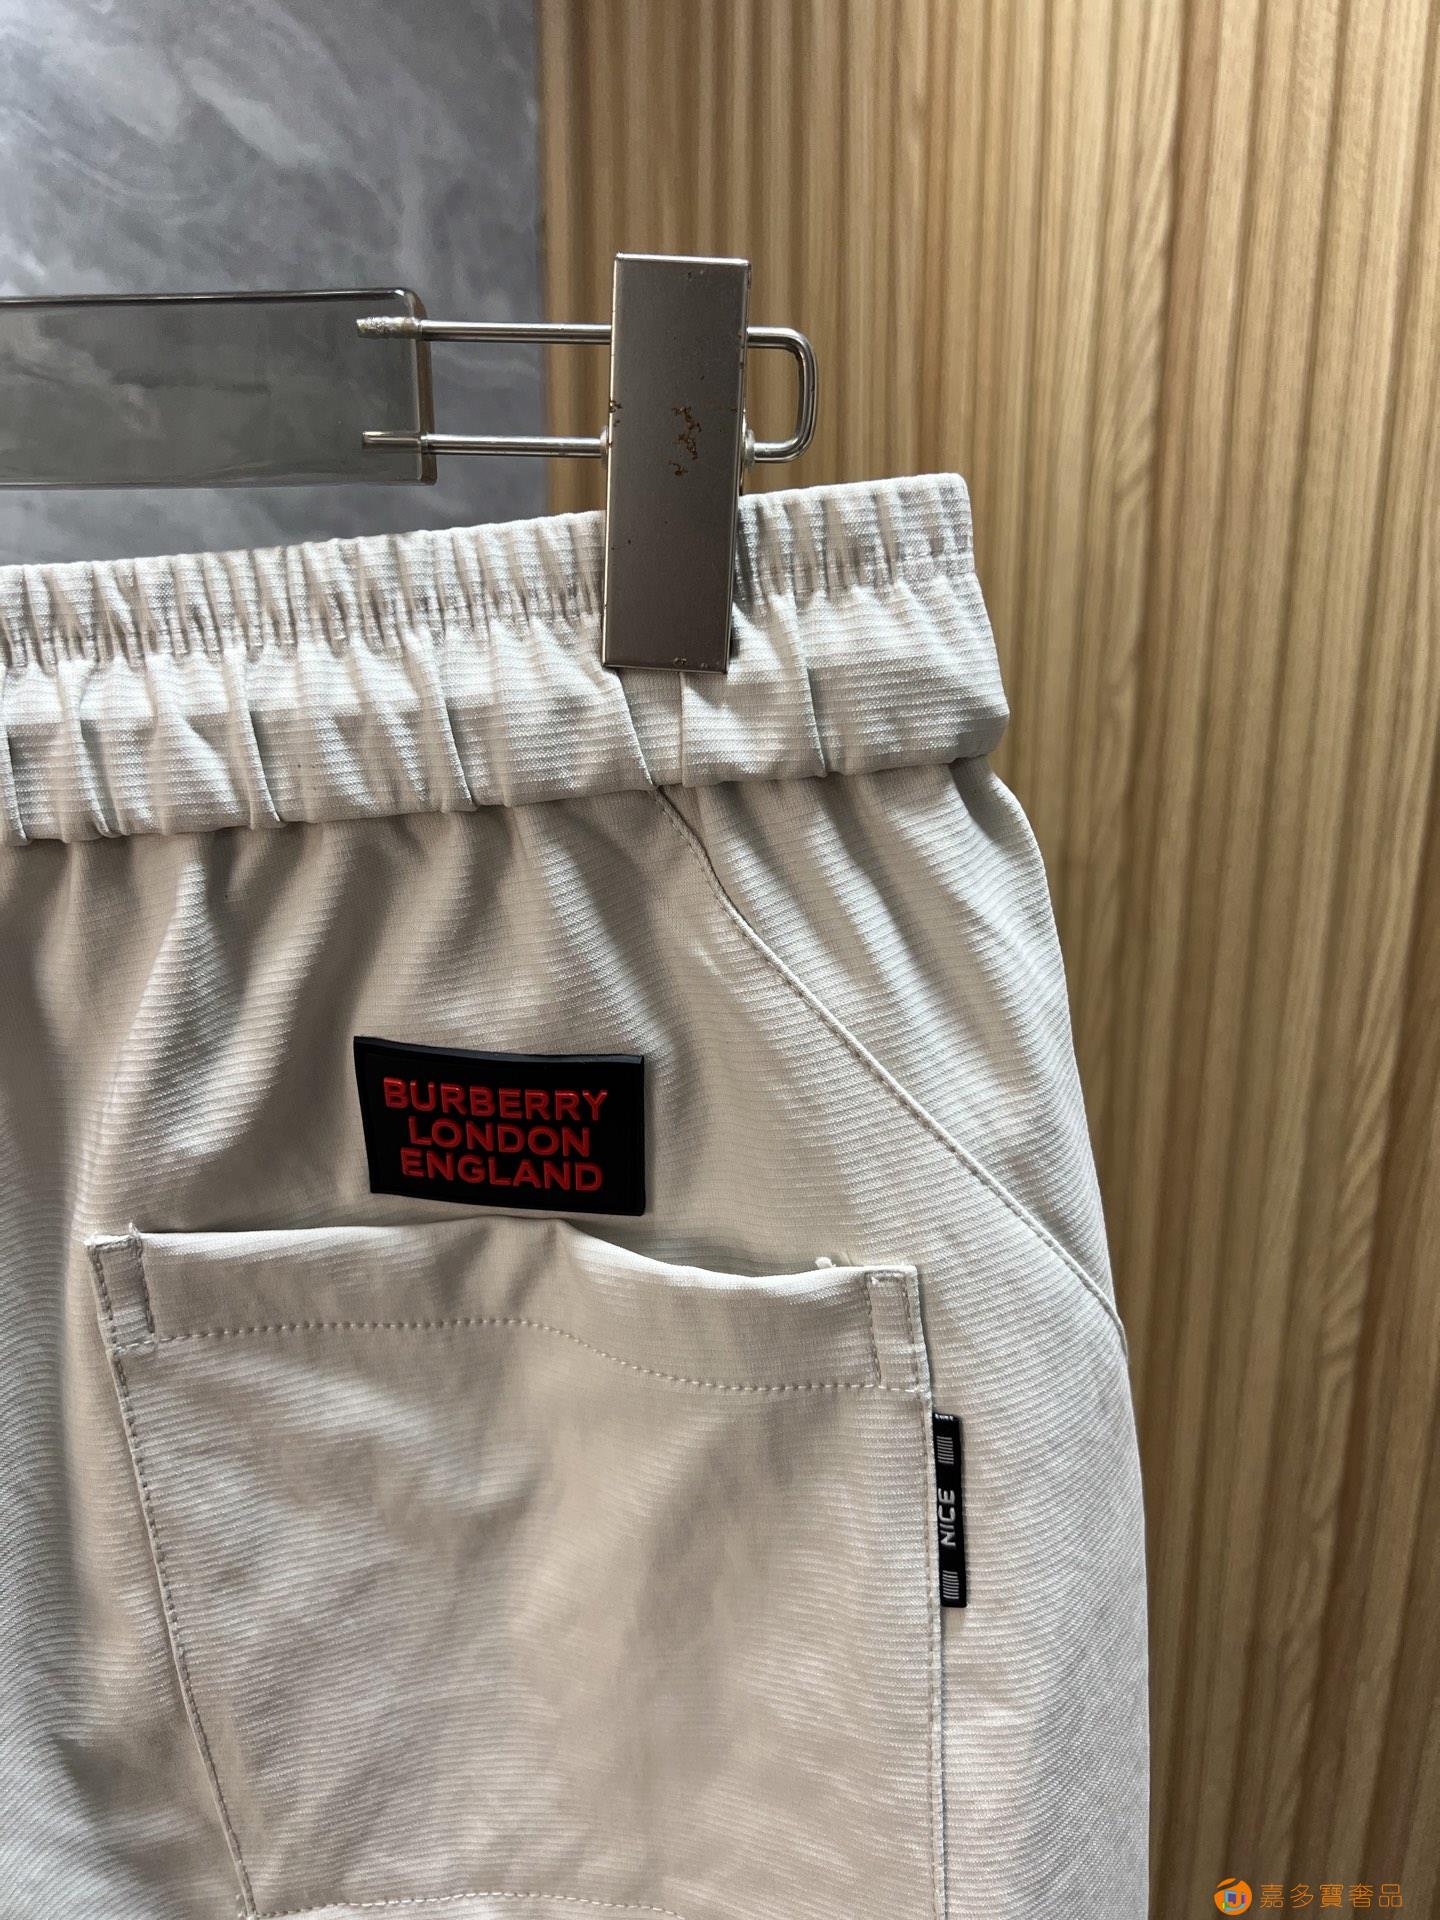 BURBERRY
LONDON
ENGLAND
NICE
嘉多寶奢品